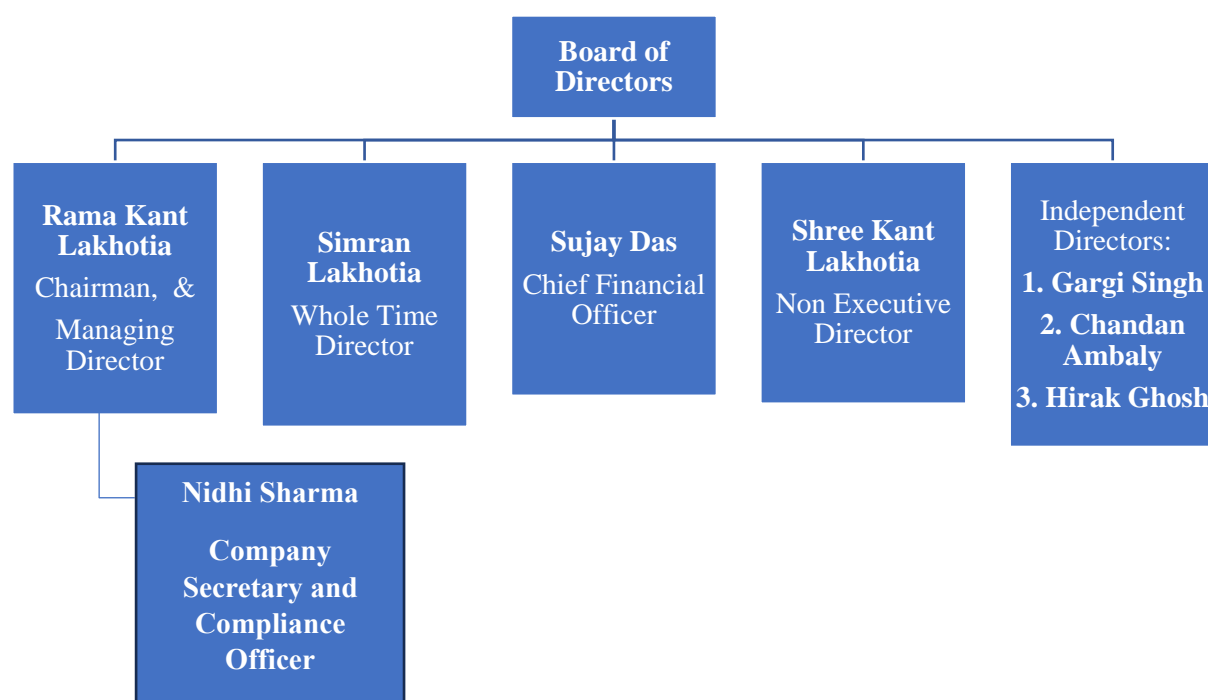 Board of
Directors
Rama Kant
Lakhotia
Chairman, &
Managing
Director
Simran
Lakhotia
Whole Time
Director
Sujay Das
Chief Financial
Officer
Shree Kant
Lakhotia
Non Executive
Director
Independent
Directors:
1. Gargi Singh
2. Chandan
Ambaly
3. Hirak Ghosh
Nidhi Sharma
Company
Secretary and
Compliance
Officer